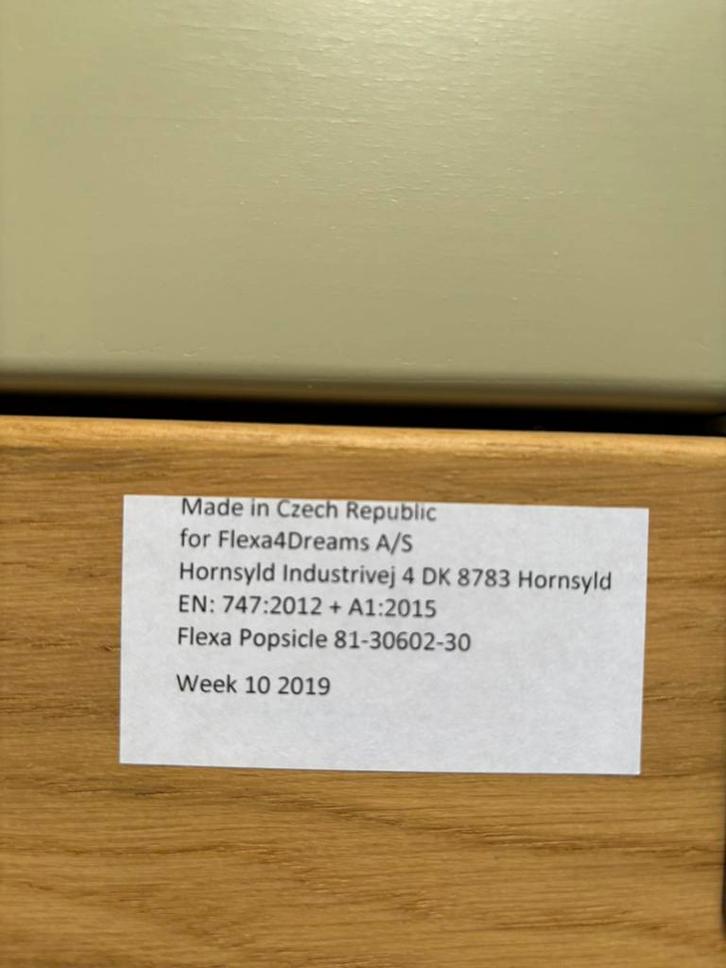 Made in Czech Republic
for Flexa4Dreams A/S
Hornsyld Industrivej 4 DK 8783 Hornsyld
EN: 747:2012 + A1:2015
Flexa Popsicle 81-30602-30
Week 10 2019